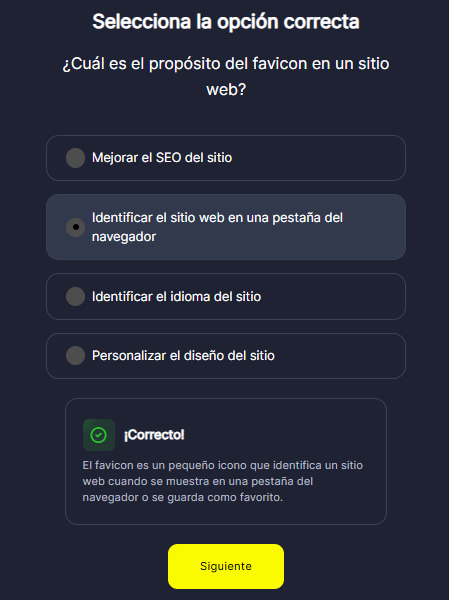 Selecciona la opción correcta
¿Cuál es el propósito del favicon en un sitio
web?
Mejorar el SEO del sitio
Identificar el sitio web en una pestaña del
navegador
Identificar el idioma del sitio
Personalizar el diseño del sitio
¡Correcto!
El favicon es un pequeño icono que identifica un sitio
web cuando se muestra en una pestaña del
navegador o se guarda como favorito.
Siguiente